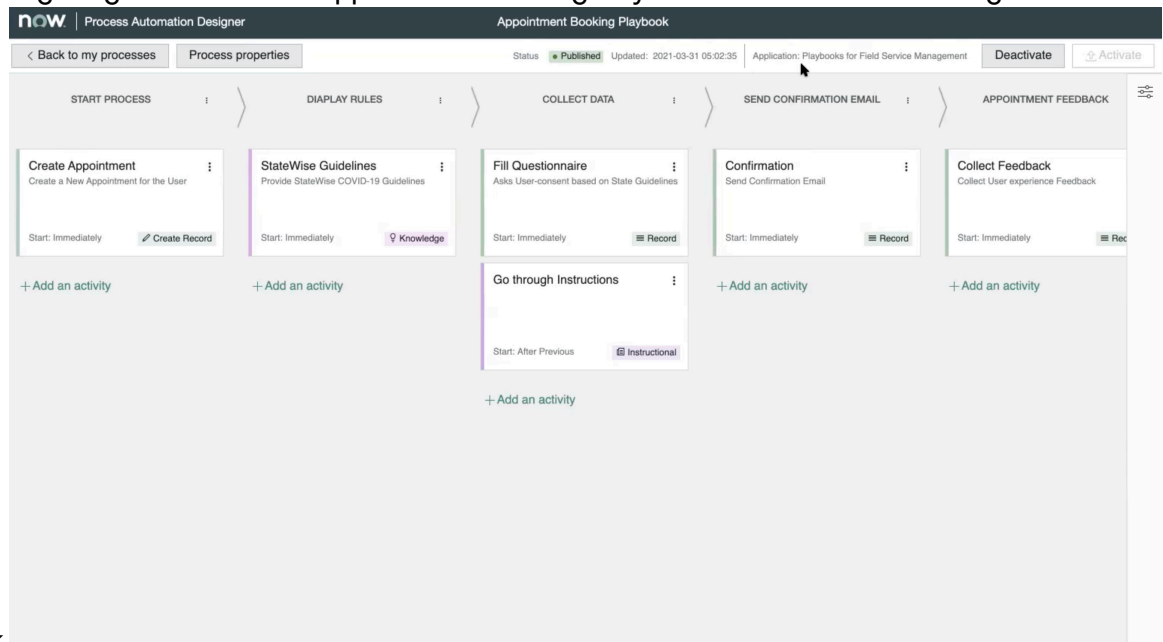 now. | Process Automation Designer
Appointment Booking Playbook
< Back to my processes
Process properties
Status
Published
Updated: 2021-03-31 05:02:35
Application: Playbooks for Field Service Management
Deactivate
Activate
START PROCESS
DIAPLAY RULES
COLLECT DATA
SEND CONFIRMATION EMAIL
APPOINTMENT FEEDBACK
Create Appointment
Create a New Appointment for the User
Start: Immediately
Create Record
+ Add an activity
StateWise Guidelines
Provide StateWise COVID-19 Guidelines
Start: Immediately
Knowledge
+ Add an activity
Fill Questionnaire
Asks User-consent based on State Guidelines
Start: Immediately
Record
Go through Instructions
Start: After Previous
Instructional
+ Add an activity
Confirmation
Send Confirmation Email
Start: Immediately
Record
+ Add an activity
Collect Feedback
Collect User experience Feedback
Start: Immediately
Rec
+ Add an activity